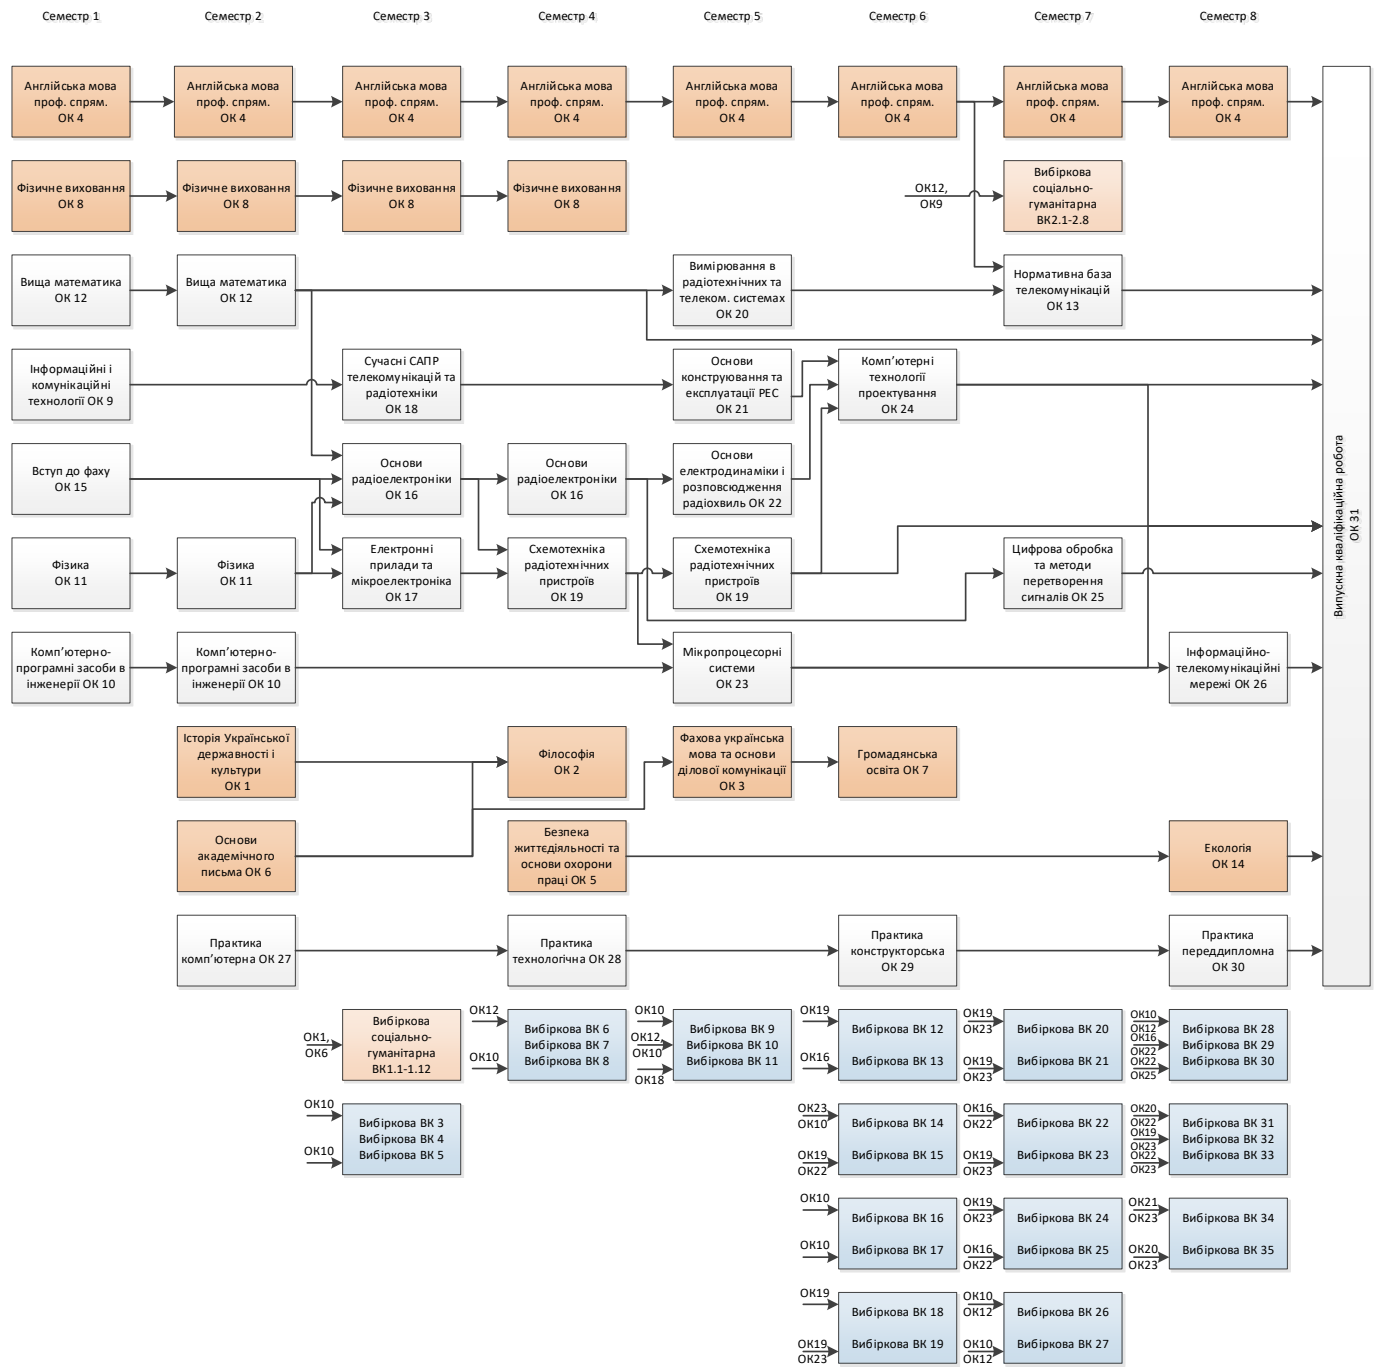 Семестр 1
Семестр 2
Семестр 3
Семестр 4
Семестр 5
Семестр 6
Семестр 7
Семестр 8
Англійська мова
проф. спрям.
ОК 4
Англійська мова
проф. спрям.
ОК 4
Англійська мова
проф. спрям.
ОК 4
Англійська мова
проф. спрям.
ОК 4
Англійська мова
проф. спрям.
ОК 4
Англійська мова
проф. спрям.
ОК 4
Англійська мова
проф. спрям.
ОК 4
Англійська мова
проф. спрям.
ОК 4
Фізичне виховання
ОК 8
Фізичне виховання
ОК 8
Фізичне виховання
ОК 8
Фізичне виховання
ОК 8
ОК12,
ОК9
Вибіркова
соціально-
гуманітарна
ВК2.1-2.8
Вища математика
ОК 12
Вища математика
ОК 12
Вимірювання в
радіотехнічних та
телеком. системах
ОК 20
Нормативна база
телекомунікацій
ОК 13
Інформаційні і
комунікаційні
технології ОК 9
Сучасні САПР
телекомунікацій та
радіотехніки
ОК 18
Основи
конструювання та
експлуатації РЕС
ОК 21
Комп’ютерні
технології
проектування
ОК 24
Вступ до фаху
ОК 15
Основи
радіоелектроніки
ОК 16
Основи
радіоелектроніки
ОК 16
Основи
електродинаміки і
розповсюдження
радіохвиль ОК 22
Фізика
ОК 11
Фізика
ОК 11
Електронні
прилади та
мікроелектроніка
ОК 17
Схемотехніка
радіотехнічних
пристроїв
ОК 19
Схемотехніка
радіотехнічних
пристроїв
ОК 19
Цифрова обробка
та методи
перетворення
сигналів ОК 25
Випускна кваліфікаційна робота
ОК 31
Комп’ютерно-
програмні засоби в
інженерії ОК 10
Комп’ютерно-
програмні засоби в
інженерії ОК 10
Мікропроцесорні
системи
ОК 23
Інформаційно-
телекомунікаційні
мережі ОК 26
Історія Української
державності і
культури
ОК 1
Філософія
ОК 2
Фахова українська
мова та основи
ділової комунікації
ОК 3
Громадянська
освіта ОК 7
Основи
академічного
письма ОК 6
Безпека
життєдіяльності та
основи охорони
праці ОК 5
Екологія
ОК 14
Практика
комп’ютерна ОК 27
Практика
технологічна ОК 28
Практика
конструкторська
ОК 29
Практика
переддипломна
ОК 30
ОК1,
ОК6
Вибіркова
соціально-
гуманітарна
ВК1.1-1.12
ОК12
ОК10
Вибіркова ВК 6
Вибіркова ВК 7
Вибіркова ВК 8
ОК10
ОК12,
ОК10
ОК18
Вибіркова ВК 9
Вибіркова ВК 10
Вибіркова ВК 11
ОК19
ОК16
Вибіркова ВК 12
Вибіркова ВК 13
ОК19
ОК23
ОК19
ОК23
Вибіркова ВК 20
Вибіркова ВК 21
ОК10
ОК12
ОК16
ОК22
ОК22
ОК25
Вибіркова ВК 28
Вибіркова ВК 29
Вибіркова ВК 30
ОК10
ОК10
Вибіркова ВК 3
Вибіркова ВК 4
Вибіркова ВК 5
ОК23
ОК10
ОК19
ОК22
Вибіркова ВК 14
Вибіркова ВК 15
ОК16
ОК22
ОК19
ОК23
Вибіркова ВК 22
Вибіркова ВК 23
ОК20
ОК22
ОК19
ОК23
ОК22
ОК23
Вибіркова ВК 31
Вибіркова ВК 32
Вибіркова ВК 33
ОК10
ОК10
Вибіркова ВК 16
Вибіркова ВК 17
ОК19
ОК23
ОК16
ОК22
Вибіркова ВК 24
Вибіркова ВК 25
ОК21
ОК23
ОК20
ОК23
Вибіркова ВК 34
Вибіркова ВК 35
ОК19
ОК19
ОК23
Вибіркова ВК 18
Вибіркова ВК 19
ОК10
ОК12
ОК10
ОК12
Вибіркова ВК 26
Вибіркова ВК 27